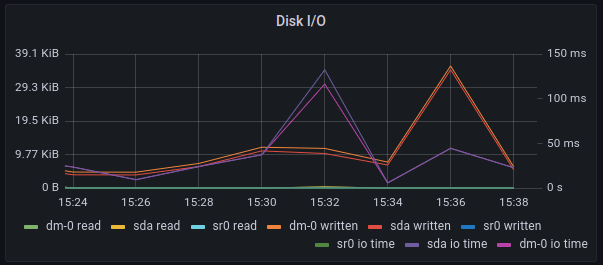 Disk I/O
39.1 KiB 150 ms
29.3 KiB 100 ms
19.5 KiB
9.77 KiB 50 ms
0 B 0 s
15:24 15:26 15:28 15:30 15:32 15:34 15:36 15:38
dm-0 read sda read sr0 read dm-0 written sda written sr0 written
sr0 io time sda io time dm-0 io time